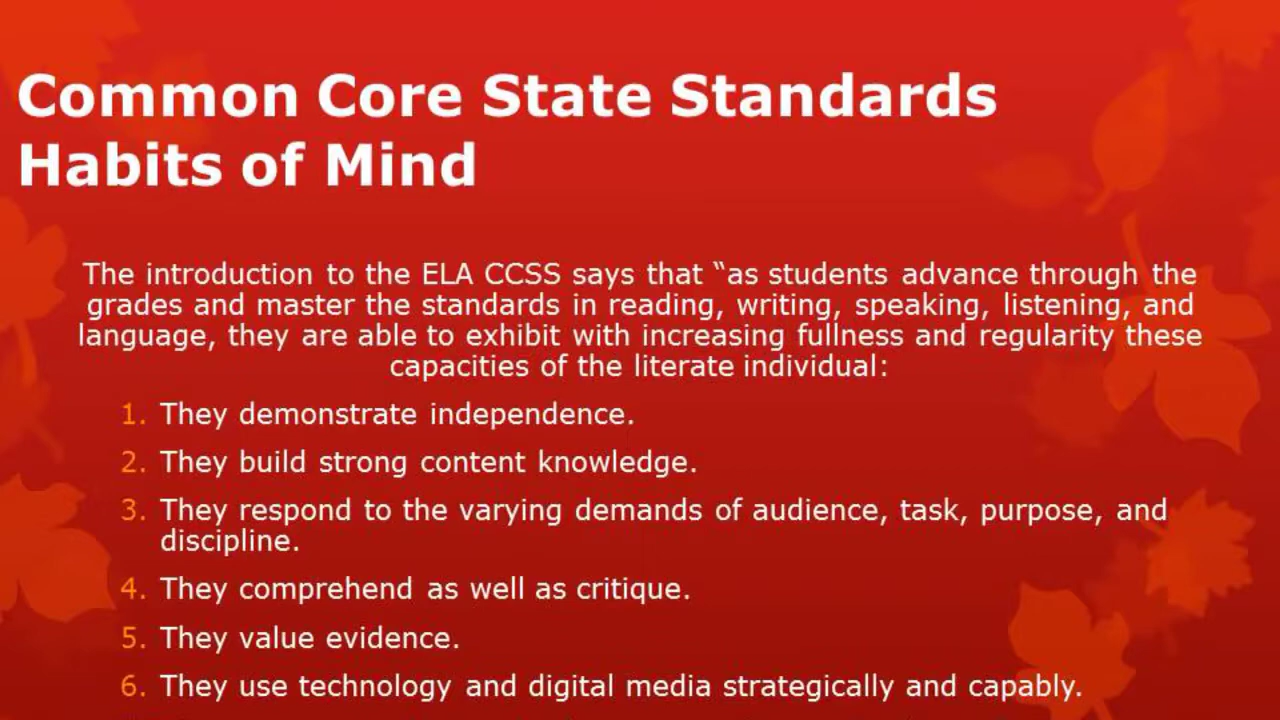 Common Core State Standards
Habits of Mind
The introduction to the ELA CCSS says that “as students advance through the
grades and master the standards in reading, writing, speaking, listening, and
language, they are able to exhibit with increasing fullness and regularity these
capacities of the literate individual:
1. They demonstrate independence.
2. They build strong content knowledge.
3. They respond to the varying demands of audience, task, purpose, and
discipline.
4. They comprehend as well as critique.
5. They value evidence.
6. They use technology and digital media strategically and capably.